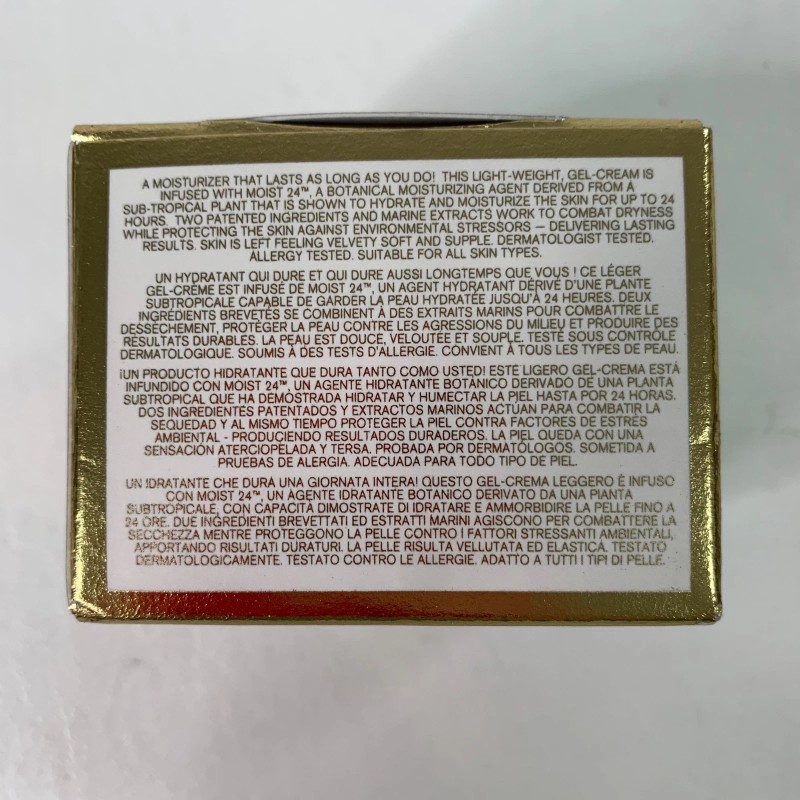 A MOISTURIZER THAT LASTS AS LONG AS YOU DO! THIS LIGHT-WEIGHT, GEL-CREAM IS
INFUSED WITH MOIST 24™, A BOTANICAL MOISTURIZING AGENT DERIVED FROM A
SUB-TROPICAL PLANT THAT IS SHOWN TO HYDRATE AND MOISTURIZE THE SKIN FOR UP TO 24
HOURS. TWO PATENTED INGREDIENTS AND MARINE EXTRACTS WORK TO COMBAT DRYNESS
WHILE PROTECTING THE SKIN AGAINST ENVIRONMENTAL STRESSORS — DELIVERING LASTING
RESULTS. SKIN IS LEFT FEELING VELVETY SOFT AND SUPPLE. DERMATOLOGIST TESTED.
ALLERGY TESTED. SUITABLE FOR ALL SKIN TYPES.
UN HYDRATANT QUI DURE ET QUI DURE AUSSI LONGTEMPS QUE VOUS ! CE LÉGER
GEL-CRÈME EST INFUSÉ DE MOIST 24™, UN AGENT HYDRATANT DÉRIVÉ D'UNE PLANTE
SUBTROPICALE CAPABLE DE GARDER LA PEAU HYDRATÉE JUSQU'À 24 HEURES. DEUX
INGRÉDIENTS BREVETÉS SE COMBINENT À DES EXTRAITS MARINS POUR COMBATTRE LE
DESSÈCHEMENT, PROTÉGER LA PEAU CONTRE LES AGRESSIONS DU MILIEU ET PRODUIRE DES
RÉSULTATS DURABLES. LA PEAU EST DOUCE, VELOUTÉE ET SOUPLE. TESTÉ SOUS CONTRÔLE
DERMATOLOGIQUE. SOUMIS À DES TESTS D'ALLERGIE. CONVIENT À TOUS LES TYPES DE PEAU.
¡UN PRODUCTO HIDRATANTE QUE DURA TANTO COMO USTED! ESTE LIGERO GEL-CREMA ESTÁ
INFUNDIDO CON MOIST 24™, UN AGENTE HIDRATANTE BOTÁNICO DERIVADO DE UNA PLANTA
SUBTROPICAL QUE HA DEMOSTRADA HIDRATAR Y HUMECTAR LA PIEL HASTA POR 24 HORAS.
DOS INGREDIENTES PATENTADOS Y EXTRACTOS MARINOS ACTÚAN PARA COMBATIR LA
SEQUEDAD Y AL MISMO TIEMPO PROTEGER LA PIEL CONTRA FACTORES DE ESTRÉS
AMBIENTAL - PRODUCIENDO RESULTADOS DURADEROS. LA PIEL QUEDA CON UNA
SENSACIÓN ATERCIOPELADA Y TERSA. PROBADA POR DERMATÓLOGOS. SOMETIDA A
PRUEBAS DE ALERGIA. ADECUADA PARA TODO TIPO DE PIEL.
UN IDRATANTE CHE DURA UNA GIORNATA INTERA! QUESTO GEL-CREMA LEGGERO È INFUSO
CON MOIST 24™, UN AGENTE IDRATANTE BOTANICO DERIVATO DA UNA PIANTA
SUBTROPICALE, CON CAPACITÀ DIMOSTRATE DI IDRATARE E AMMORBIDIRE LA PELLE FINO A
24 ORE. DUE INGREDIENTI BREVETTATI ED ESTRATTI MARINI AGISCONO PER COMBATTERE LA
SECCHEZZA MENTRE PROTEGGONO LA PELLE CONTRO I FATTORI STRESSANTI AMBIENTALI,
APPORTANDO RISULTATI DURATURI. LA PELLE RISULTA VELLUTATA ED ELASTICA. TESTATO
DERMATOLOGICAMENTE. TESTATO CONTRO LE ALLERGIE. ADATTO A TUTTI I TIPI DI PELLE.